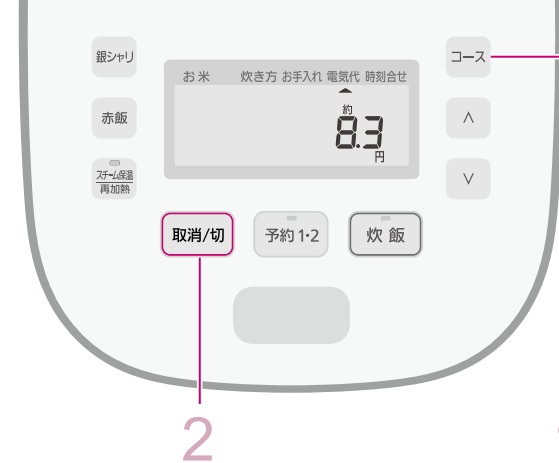 銀シャリ
コース
お米 炊き方 お手入れ 電気代 時刻合せ
約
8.3
円
赤飯
∧
スチーム保温
再加熱
∨
取消/切
予約1・2
炊飯
2